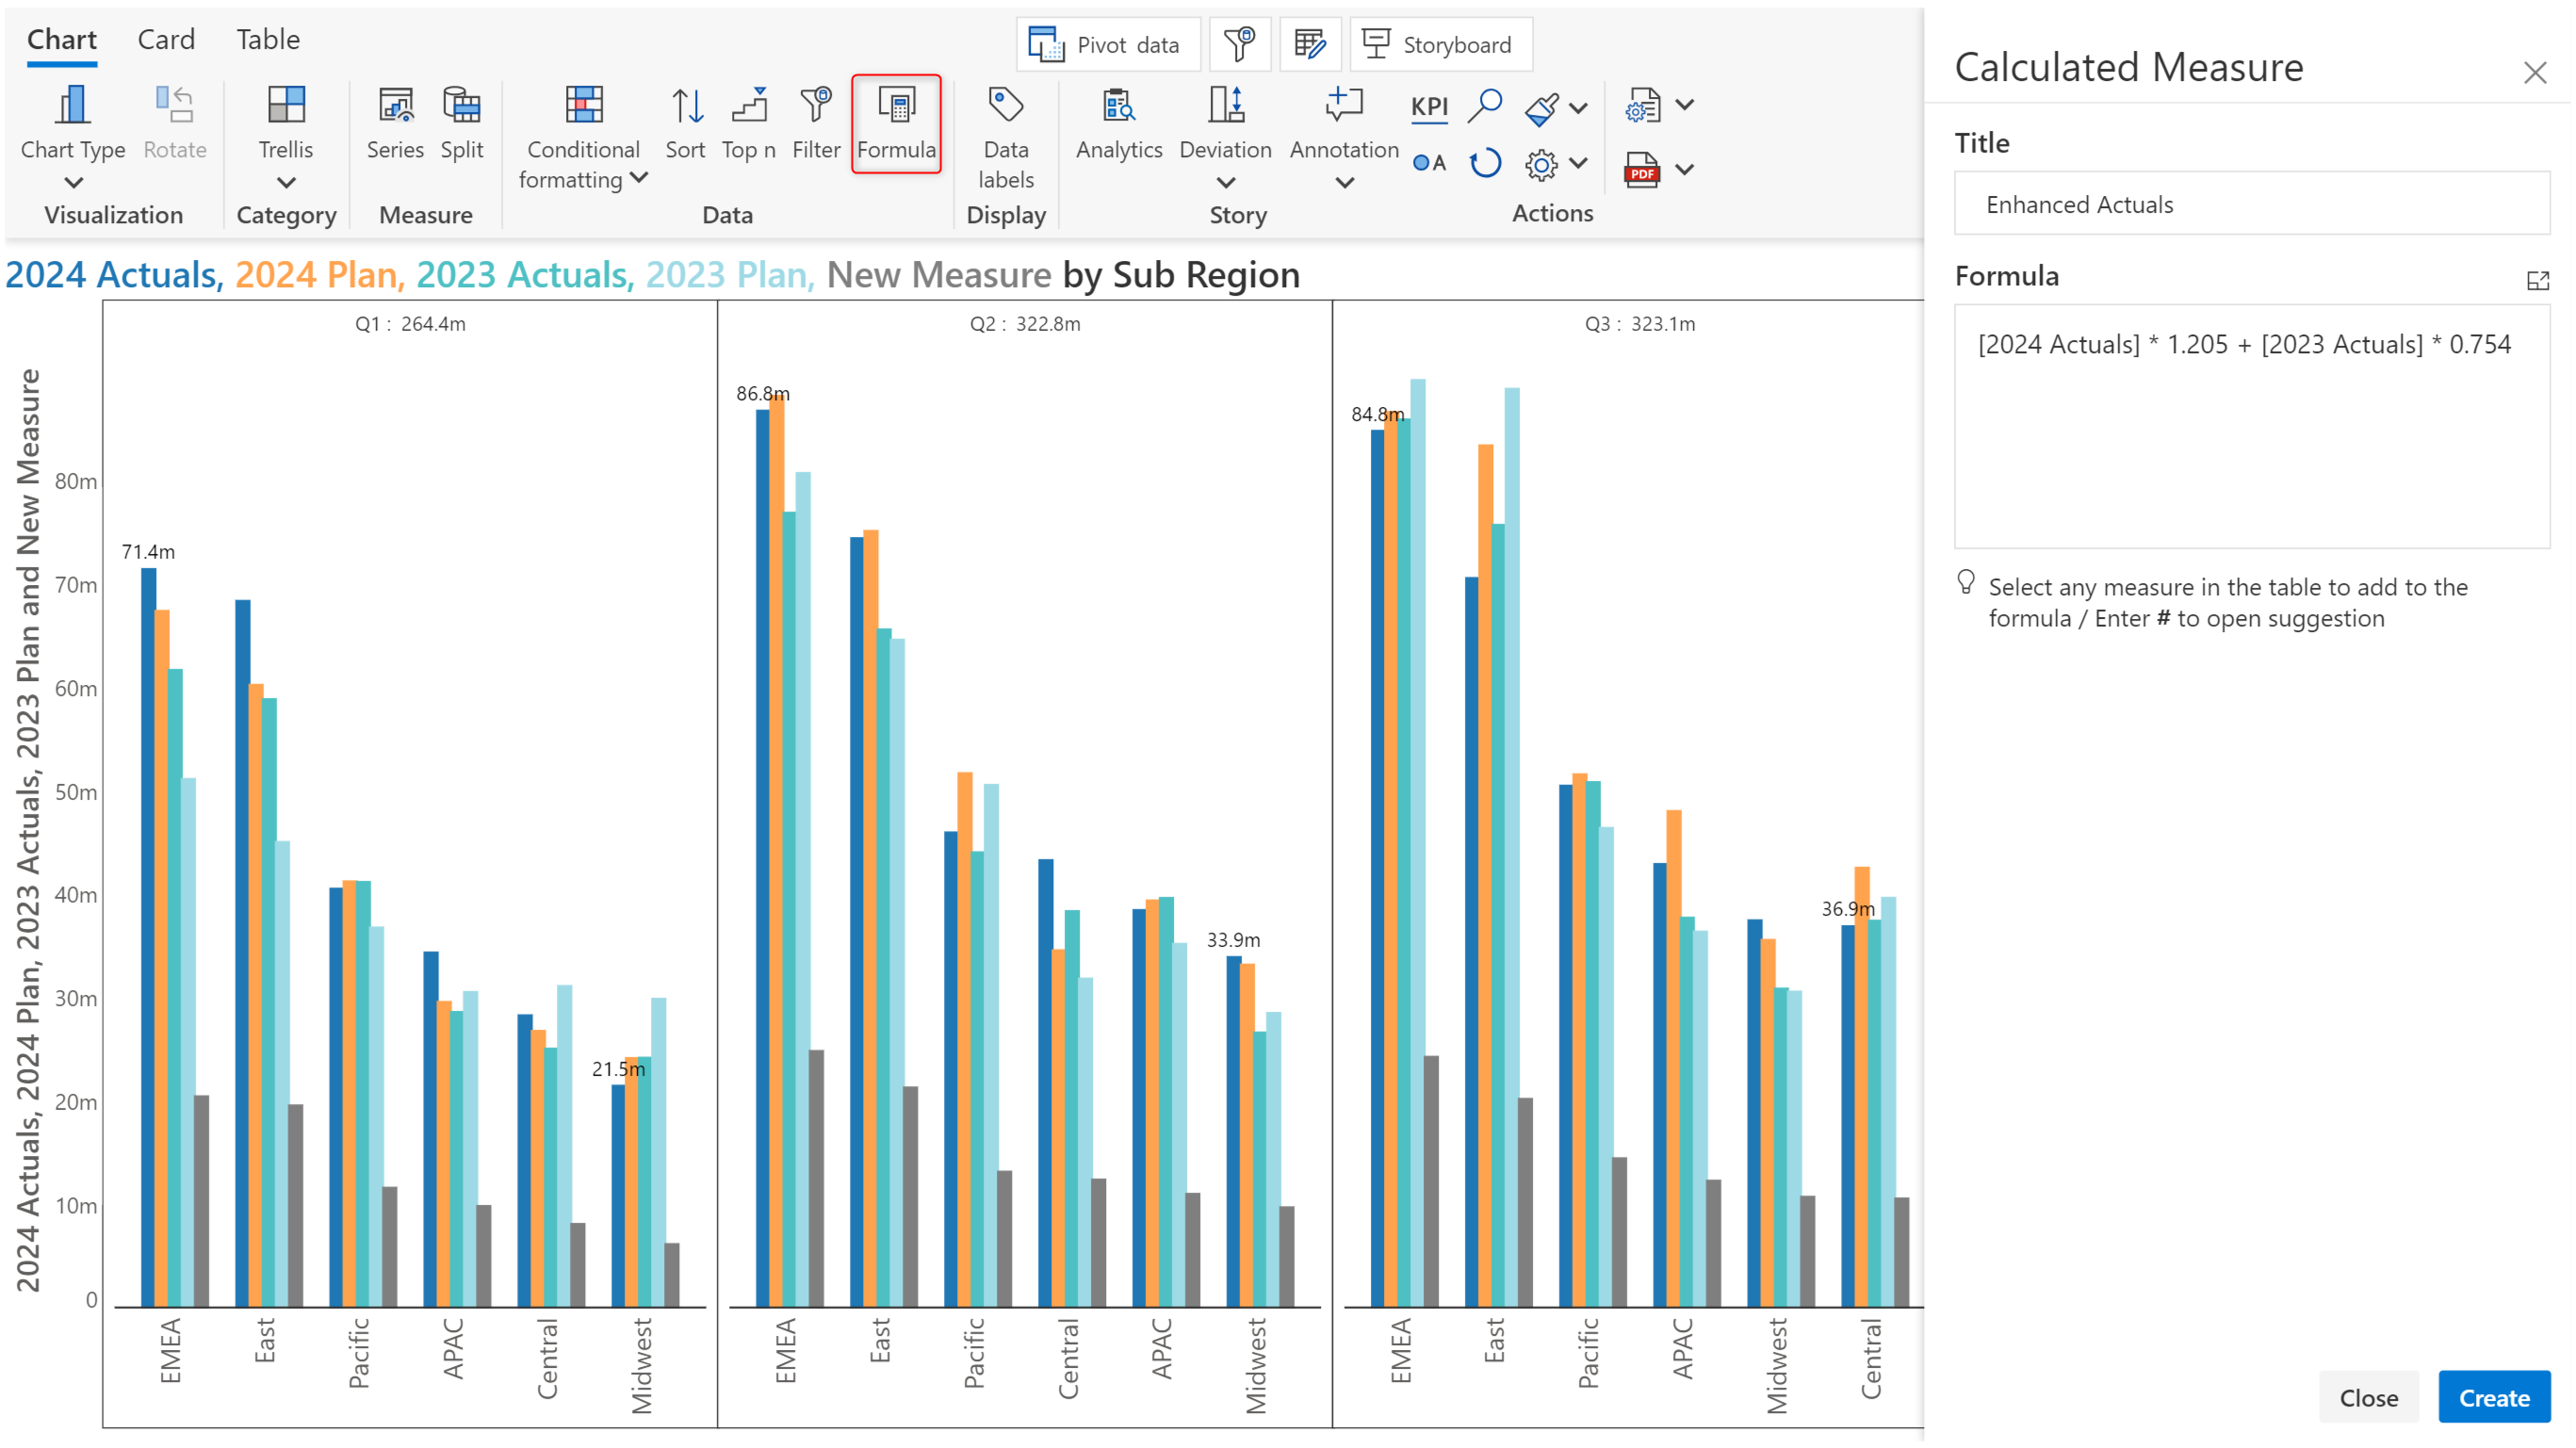 Chart Card Table
Pivot data
Storyboard
Chart Type
Rotate
Trellis
Series
Split
Conditional
formatting
Sort
Top n
Filter
Formula
Data
labels
Analytics
Deviation
Annotation
KPI
A
PDF
Visualization
Category
Measure
Data
Display
Story
Actions
2024 Actuals, 2024 Plan, 2023 Actuals, 2023 Plan, New Measure by Sub Region
2024 Actuals, 2024 Plan, 2023 Actuals, 2023 Plan and New Measure
80m
70m
60m
50m
40m
30m
20m
10m
0
Q1 : 264.4m
71.4m
21.5m
EMEA
East
Pacific
APAC
Central
Midwest
Q2 : 322.8m
86.8m
33.9m
EMEA
East
Pacific
Central
APAC
Midwest
Q3 : 323.1m
84.8m
36.9m
EMEA
East
Pacific
APAC
Midwest
Central
Calculated Measure
Title
Enhanced Actuals
Formula
[2024 Actuals] * 1.205 + [2023 Actuals] * 0.754
Select any measure in the table to add to the
formula / Enter # to open suggestion
Close
Create